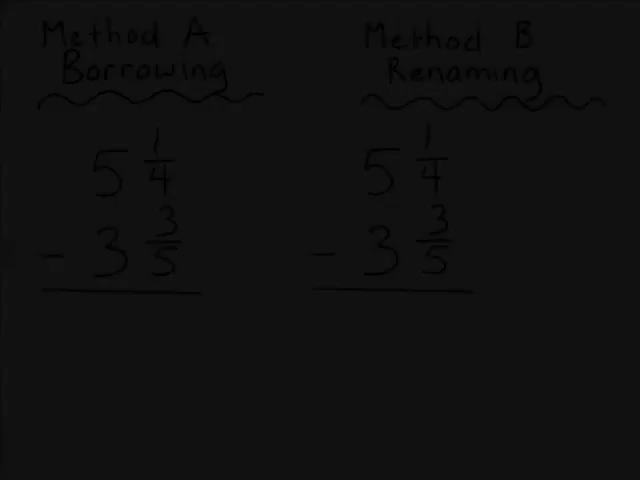 Method A
Borrowing
5 1/4
- 3 3/5
Method B
Renaming
5 1/4
- 3 3/5